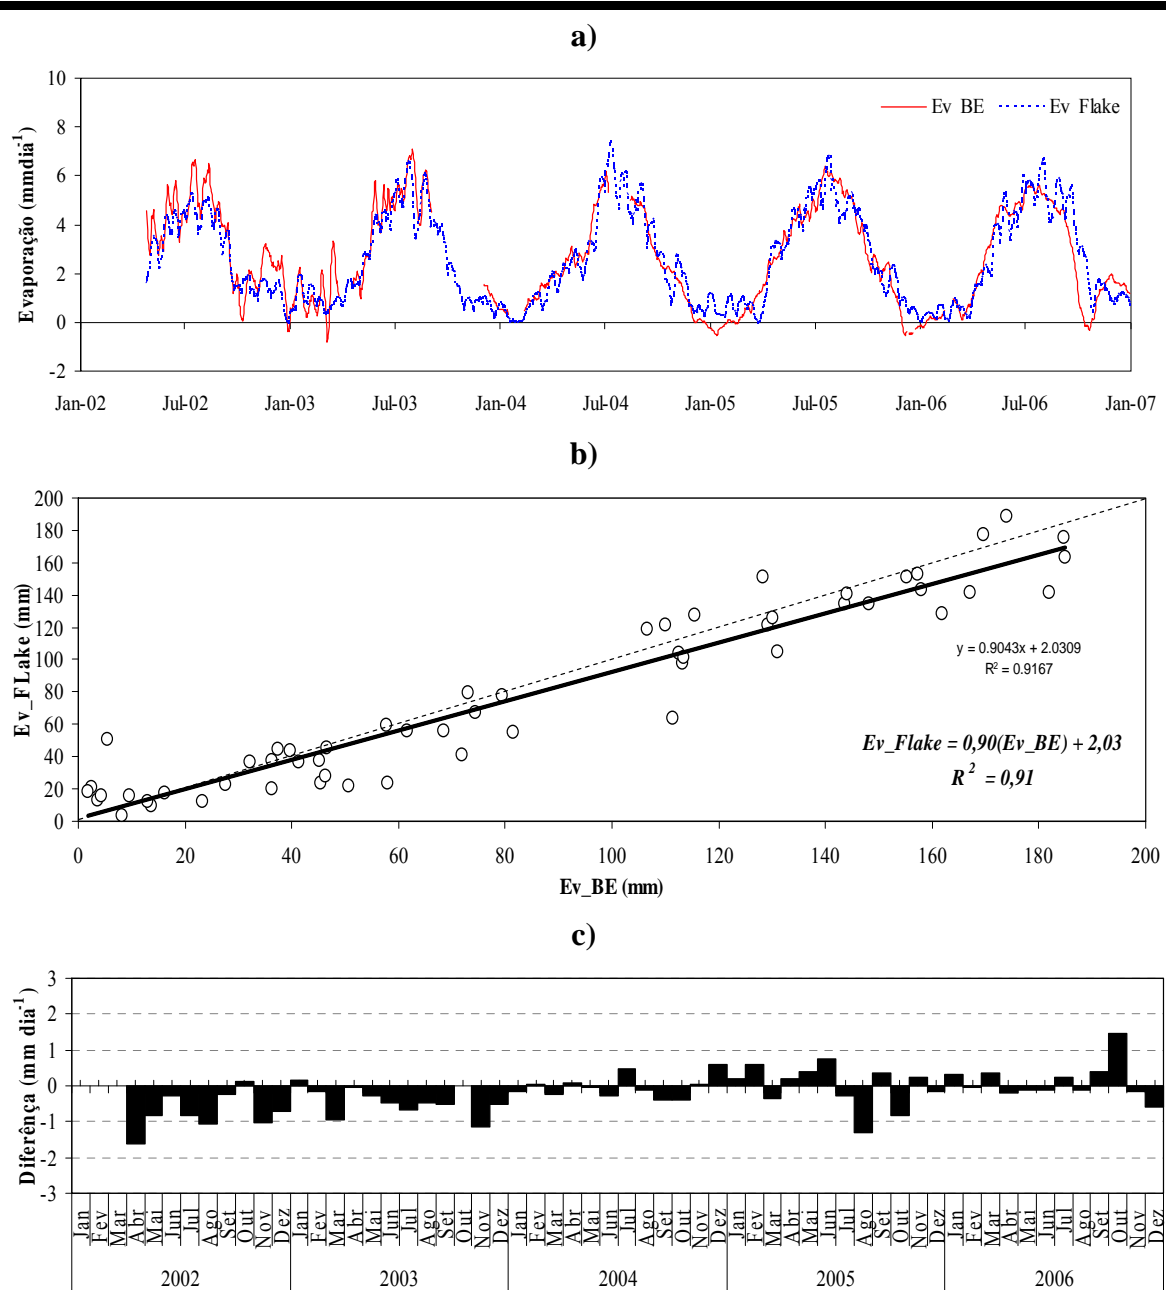 a)
Evaporação (mmdia-1)
10
8
6
4
2
0
-2
Ev BE
Ev Flake
Jan-02 Jul-02 Jan-03 Jul-03 Jan-04 Jul-04 Jan-05 Jul-05 Jan-06 Jul-06 Jan-07
b)
Ev_FLake (mm)
200
180
160
140
120
100
80
60
40
20
0
y = 0.9043x + 2.0309
R² = 0.9167
Ev_Flake = 0,90(Ev_BE) + 2,03
R² = 0,91
0 20 40 60 80 100 120 140 160 180 200
Ev_BE (mm)
c)
Diferênça (mm dia-1)
3
2
1
0
-1
-2
-3
Jan Fev Mar Abr Mai Jun Jul Ago Set Out Nov Dez Jan Fev Mar Abr Mai Jun Jul Ago Set Out Nov Dez Jan Fev Mar Abr Mai Jun Jul Ago Set Out Nov Dez Jan Fev Mar Abr Mai Jun Jul Ago Set Out Nov Dez Jan Fev Mar Abr Mai Jun Jul Ago Set Out Nov Dez
2002 2003 2004 2005 2006